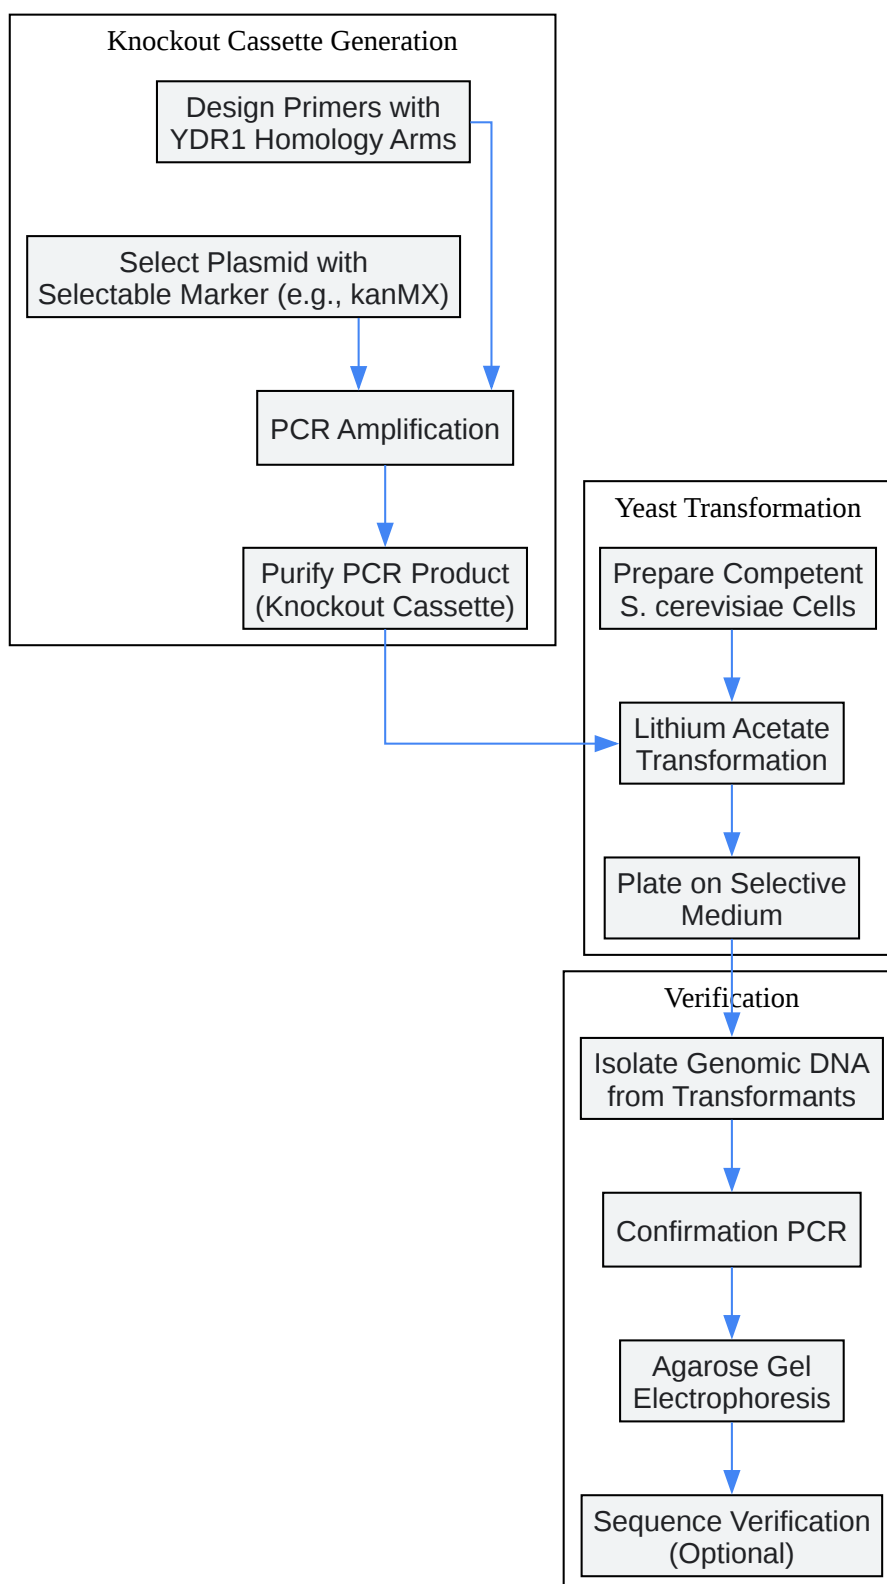 Knockout Cassette Generation
Design Primers with
YDR1 Homology Arms
Select Plasmid with
Selectable Marker (e.g., kanMX)
PCR Amplification
Purify PCR Product
(Knockout Cassette)
Yeast Transformation
Prepare Competent
S. cerevisiae Cells
Lithium Acetate
Transformation
Plate on Selective
Medium
Verification
Isolate Genomic DNA
from Transformants
Confirmation PCR
Agarose Gel
Electrophoresis
Sequence Verification
(Optional)